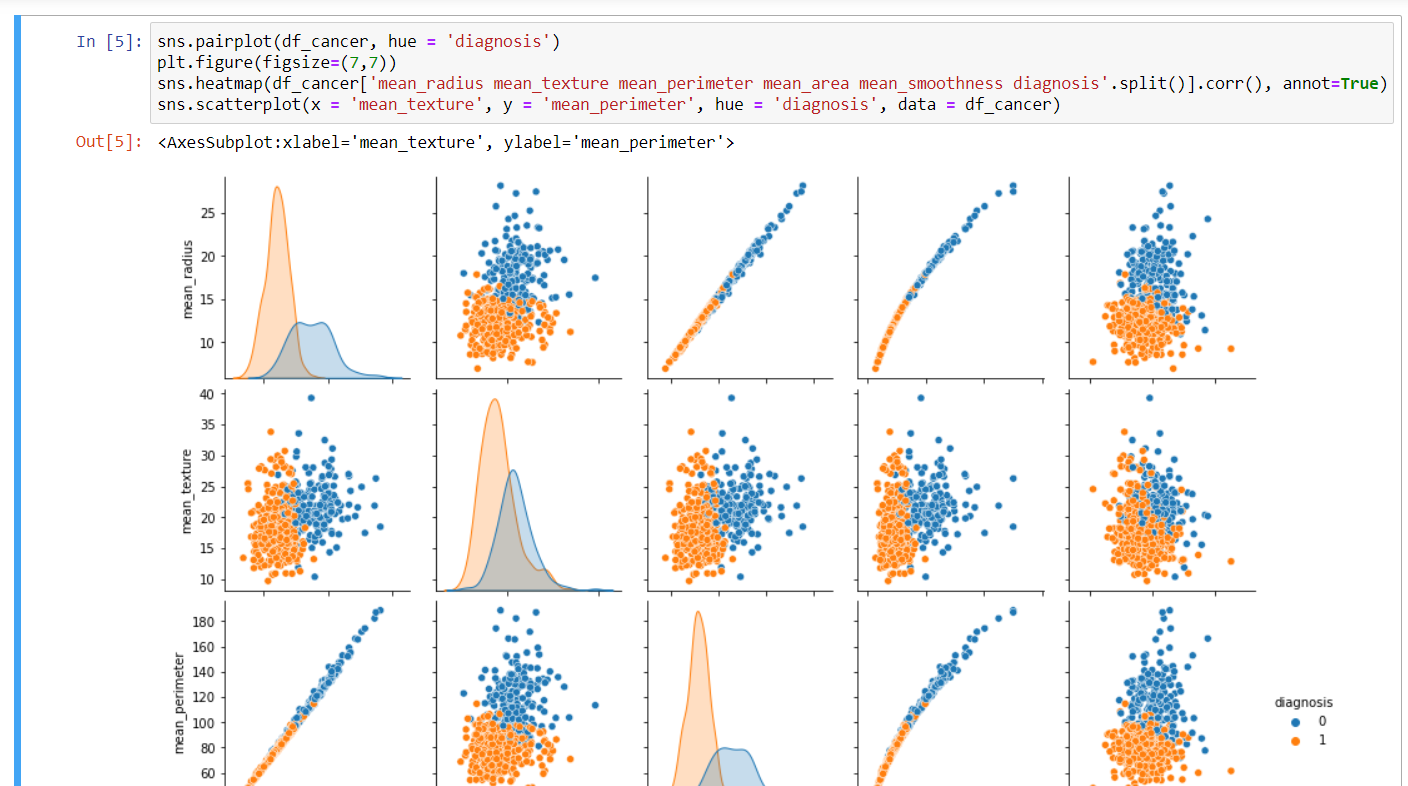 In [5]: sns.pairplot(df_cancer, hue = 'diagnosis')
plt.figure(figsize=(7,7))
sns.heatmap(df_cancer['mean_radius mean_texture mean_perimeter mean_area mean_smoothness diagnosis'.split()].corr(), annot=True)
sns.scatterplot(x = 'mean_texture', y = 'mean_perimeter', hue = 'diagnosis', data = df_cancer)
Out[5]: <AxesSubplot:xlabel='mean_texture', ylabel='mean_perimeter'>
mean_radius
25
20
15
10
mean_texture
40
35
30
25
20
15
10
mean_perimeter
180
160
140
120
100
80
60
diagnosis
0
1